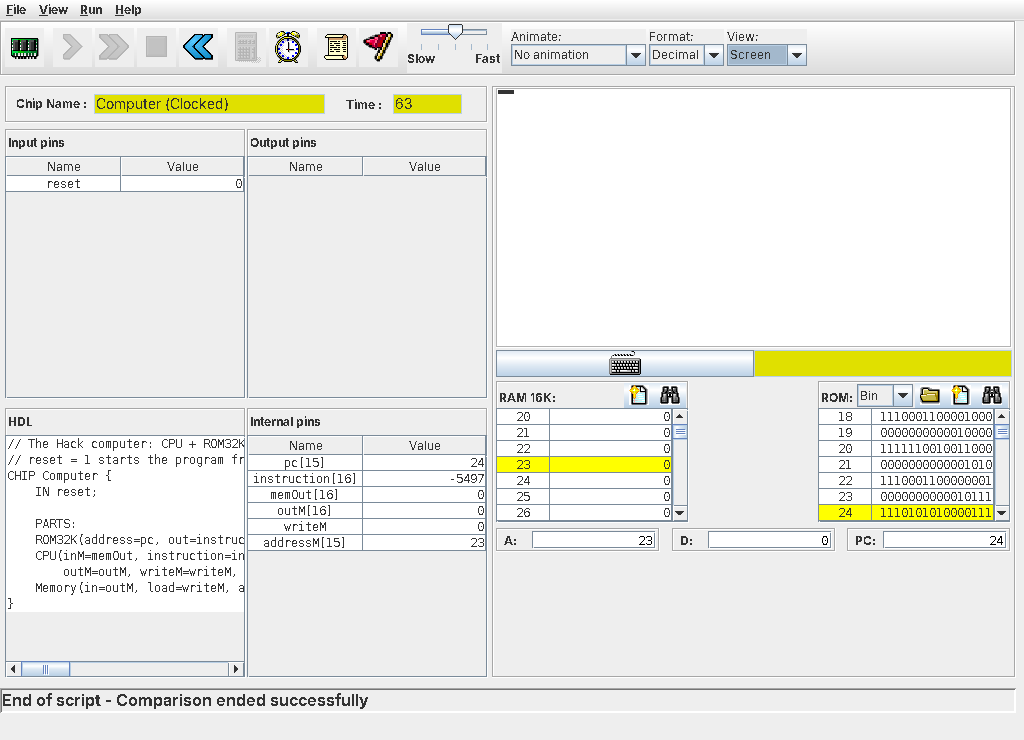 File View Run Help
Slow Fast
Animate: Format: View:
No animation Decimal Screen
Chip Name : Computer (Clocked) Time : 63
Input pins
Name Value
reset 0
Output pins
Name Value
HDL
// The Hack computer: CPU + ROM32K
// reset = 1 starts the program fr
CHIP Computer {
IN reset;
PARTS:
ROM32K(address=pc, out=instruc
CPU(inM=memOut, instruction=in
outM=outM, writeM=writeM,
Memory(in=outM, load=writeM, a
}
Internal pins
Name Value
pc[15] 24
instruction[16] -5497
memOut[16] 0
outM[16] 0
writeM 0
addressM[15] 23
RAM 16K:
20 0
21 0
22 0
23 0
24 0
25 0
26 0
ROM: Bin
18 1110001100001000
19 0000000000010000
20 1111110010011000
21 0000000000001010
22 1110001100000001
23 0000000000010111
24 1110101010000111
A: 23 D: 0 PC: 24
End of script - Comparison ended successfully